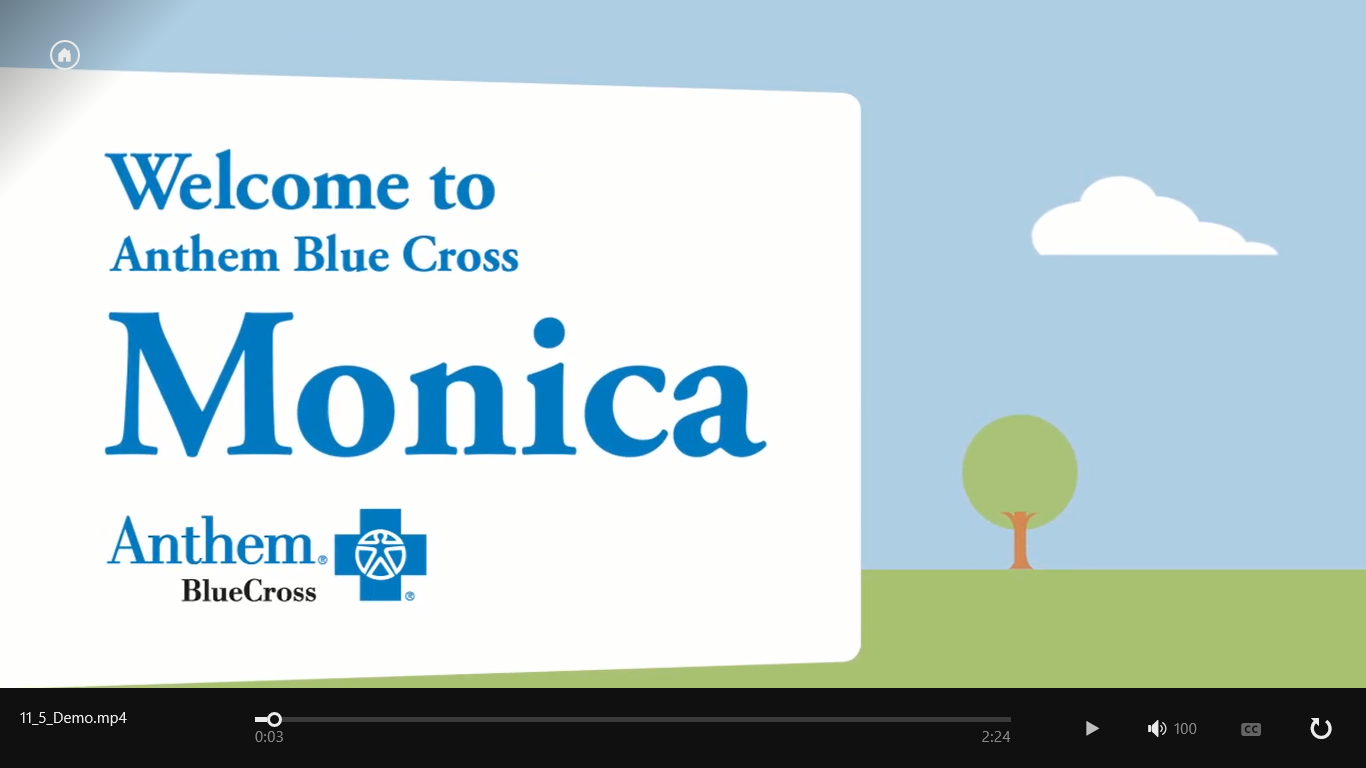 Welcome to
Anthem Blue Cross
Monica
Anthem®
BlueCross ®
11_5_Demo.mp4
0:03
2:24
100
CC